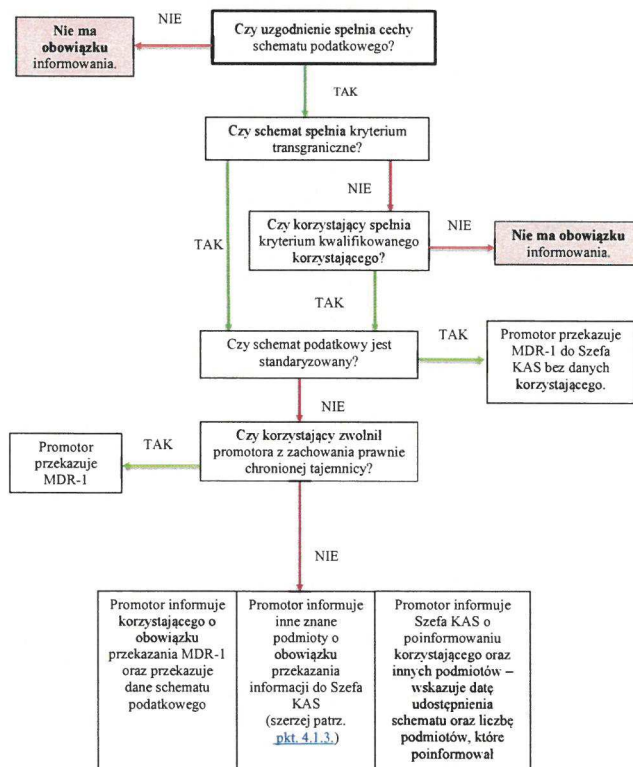 Nie ma
obowiązku
informowania.
NIE
Czy uzgodnienie spełnia cechy
schematu podatkowego?
TAK
Czy schemat spełnia kryterium
transgraniczne?
NIE
TAK
Czy korzystający spełnia
kryterium kwalifikowanego
korzystającego?
NIE
Nie ma obowiązku
informowania.
TAK
Czy schemat podatkowy jest
standaryzowany?
TAK
Promotor przekazuje
MDR-1 do Szefa
KAS bez danych
korzystającego.
NIE
Czy korzystający zwolnił
promotora z zachowania prawnie
chronionej tajemnicy?
TAK
Promotor
przekazuje
MDR-1
NIE
Promotor informuje
korzystającego o
obowiązku
przekazania MDR-1
oraz przekazuje
dane schematu
podatkowego
Promotor informuje
inne znane
podmioty o
obowiązku
przekazania
informacji do Szefa
KAS
(szerzej patrz.
pkt. 4.1.3.)
Promotor informuje
Szefa KAS o
poinformowaniu
korzystającego oraz
innych podmiotów –
wskazuje datę
udostępnienia
schematu oraz liczbę
podmiotów, które
poinformował